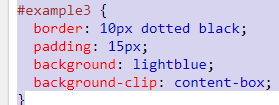 #example3 {
  border: 10px dotted black;
  padding: 15px;
  background: lightblue;
  background-clip: content-box;
}